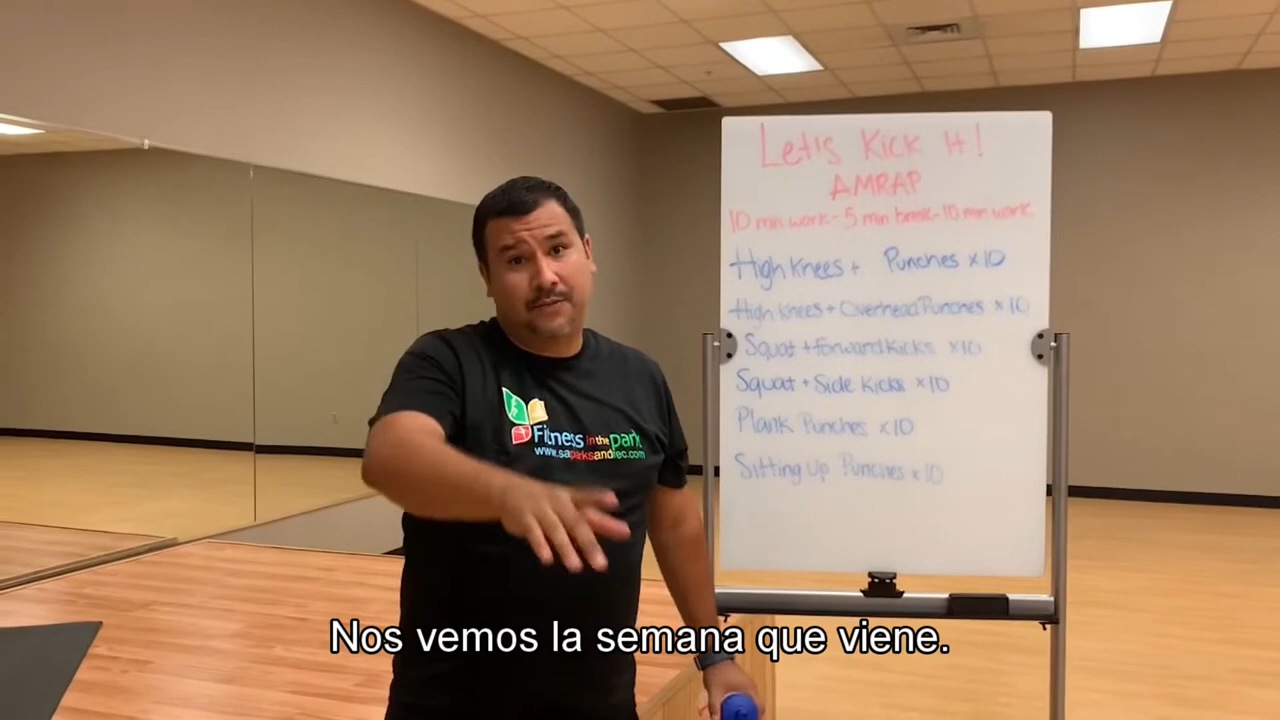 Let's Kick It!
AMRAP
10 min work - 5 min break - 10 min work
High Knees + Punches x10
High Knees + Overhead Punches x10
Squat + Forward Kicks x10
Squat + Side Kicks x10
Plank Punches x10
Sitting Up Punches x10
Fitness in the park
www.saparksandrec.com
Nos vemos la semana que viene.